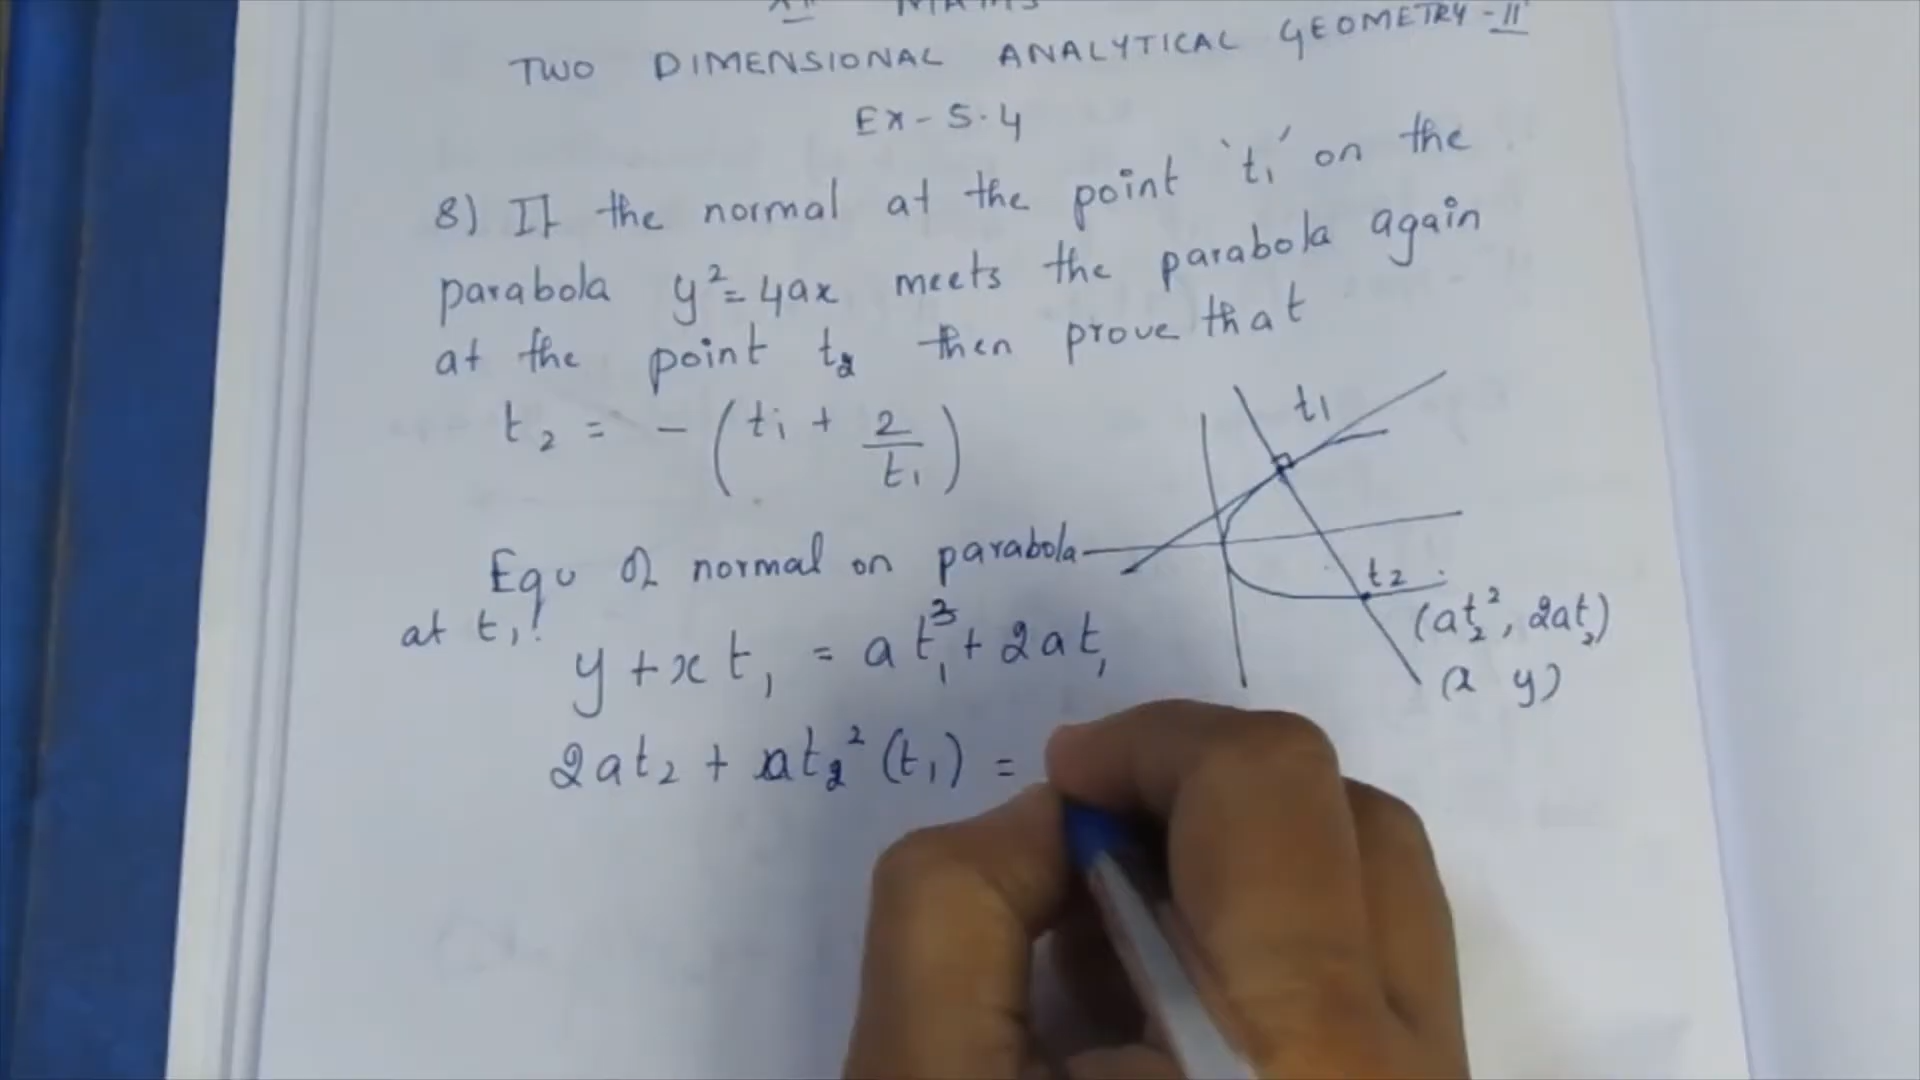 TWO DIMENSIONAL ANALYTICAL GEOMETRY - II
Ex - 5.4
8) If the normal at the point 't₁' on the
parabola y² = 4ax meets the parabola again
at the point t₂ then prove that
t₂ = - (t₁ + 2/t₁)
t₁
Equ of normal on parabola
at t₁!
t₂
(at₂², 2at₂)
(x y)
y + x t₁ = at₁³ + 2at₁
2at₂ + at₂² (t₁) =